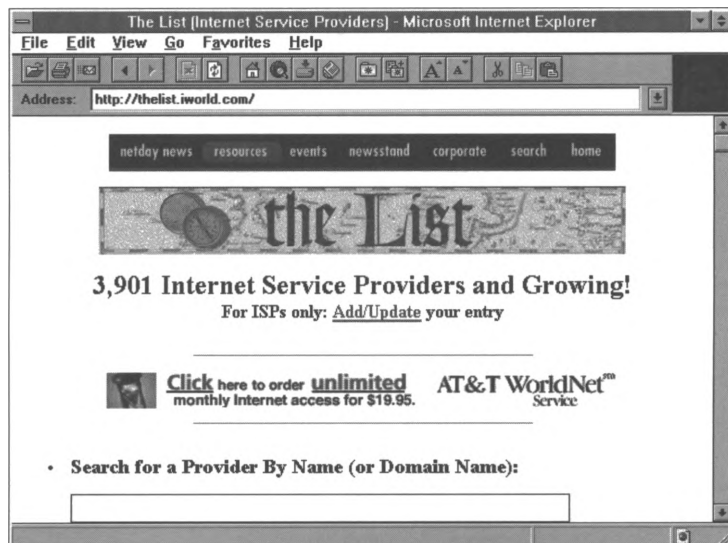 The List (Internet Service Providers) - Microsoft Internet Explorer
File Edit View Go Favorites Help
A A
Address: http://thelist.iworld.com/
netday news resources events newsstand corporate search home
the List
3,901 Internet Service Providers and Growing!
For ISPs only: Add/Update your entry
Click here to order unlimited
monthly Internet access for $19.95.
AT&T WorldNet℠
Service
• Search for a Provider By Name (or Domain Name):